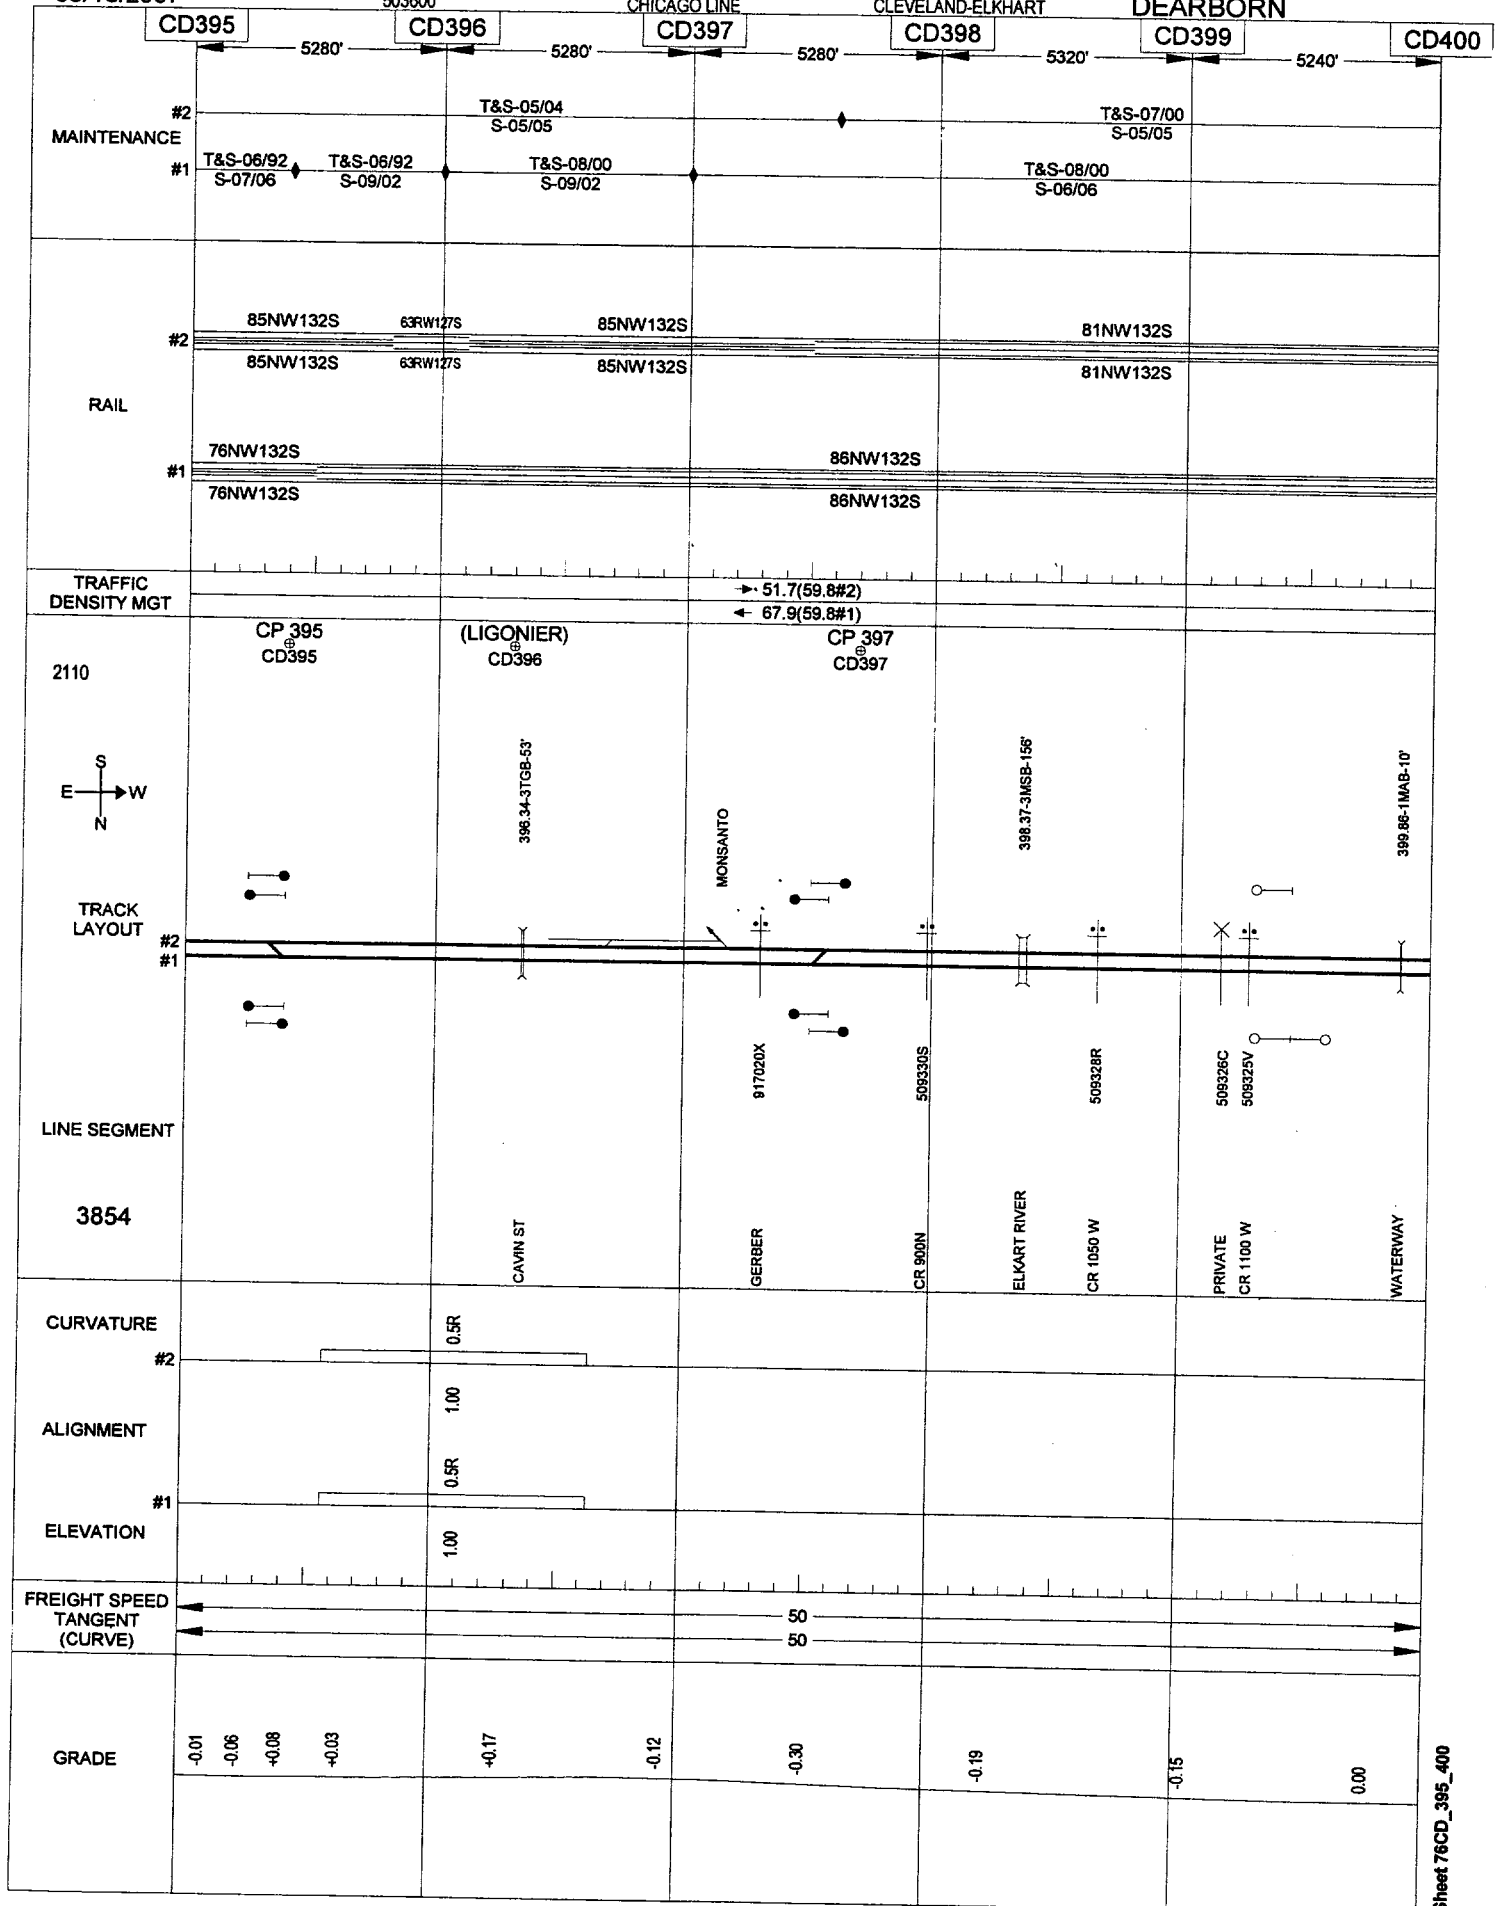 503600 CHICAGO LINE CLEVELAND-ELKHART DEARBORN
CD395 CD396 CD397 CD398 CD399 CD400
5280' 5280' 5280' 5320' 5240'
MAINTENANCE
#2 T&S-05/04 T&S-07/00
S-05/05 S-05/05
#1 T&S-06/92 T&S-06/92 T&S-08/00 T&S-08/00
S-07/06 S-09/02 S-09/02 S-06/06
RAIL
85NW132S 63RW127S 85NW132S 81NW132S
#2
85NW132S 63RW127S 85NW132S 81NW132S
76NW132S 86NW132S
#1
76NW132S 86NW132S
TRAFFIC
DENSITY MGT
51.7(59.8#2)
67.9(59.8#1)
CP 395 (LIGONIER) CP 397
CD395 CD396 CD397
2110
S
E W
N
396.34-3TGB-53'
MONSANTO
398.37-3MSB-156'
399.86-1MAB-10'
TRACK
LAYOUT
#2
#1
917020X
509330S
509328R
509326C
509325V
LINE SEGMENT
3854
CAVIN ST
GERBER
CR 900N
ELKART RIVER
CR 1050 W
PRIVATE
CR 1100 W
WATERWAY
CURVATURE
#2
0.5R
1.00
ALIGNMENT
#1
0.5R
1.00
ELEVATION
FREIGHT SPEED
TANGENT
(CURVE)
50
50
GRADE
-0.01
-0.06
+0.08
+0.03
+0.17
-0.12
-0.30
-0.19
-0.15
0.00
Sheet 76CD_395_400